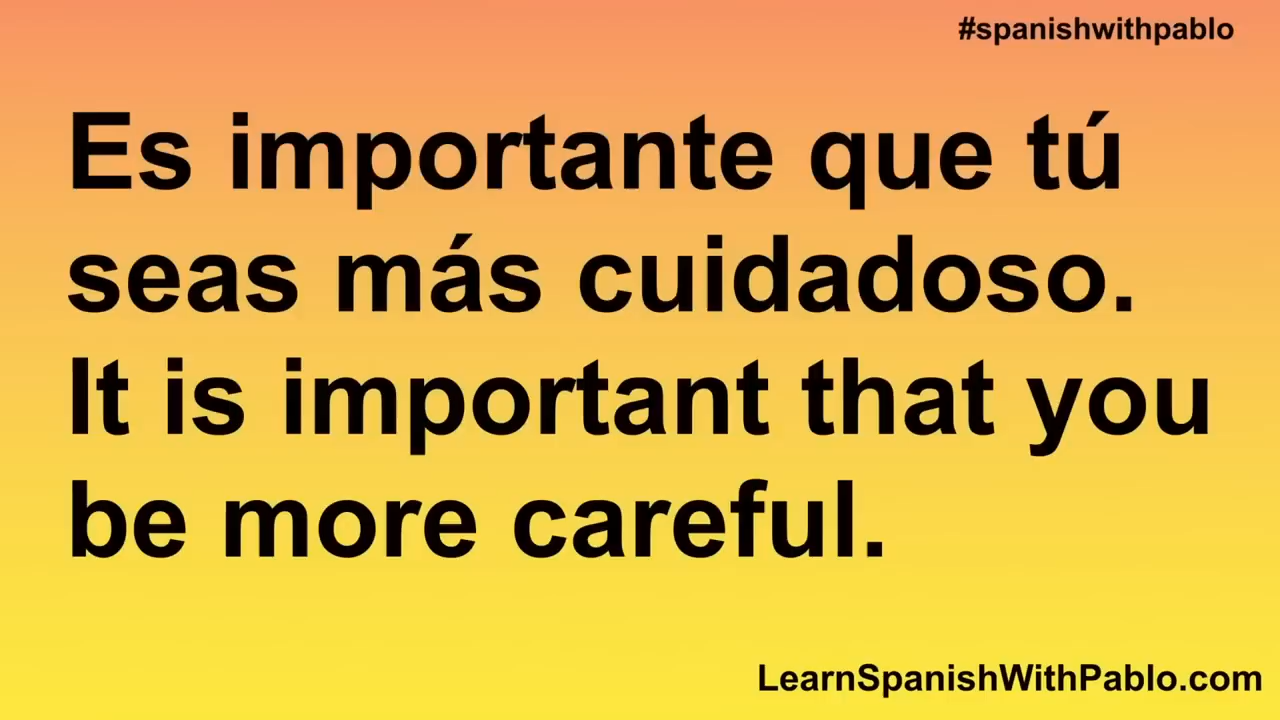 #spanishwithpablo
Es importante que tú
seas más cuidadoso.
It is important that you
be more careful.
LearnSpanishWithPablo.com